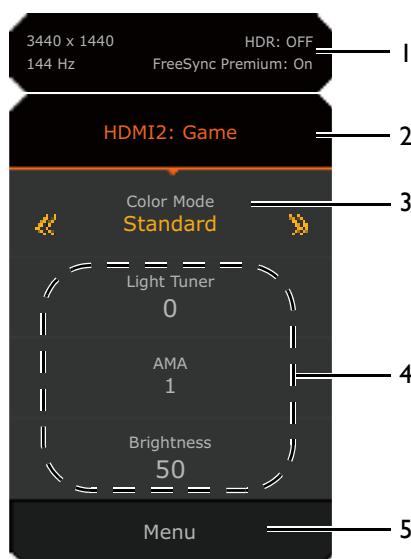 3440 x 1440 HDR: OFF
144 Hz FreeSync Premium: On
1
HDMI2: Game
2
Color Mode
Standard
3
Light Tuner
0
AMA
1
4
Brightness
50
Menu
5